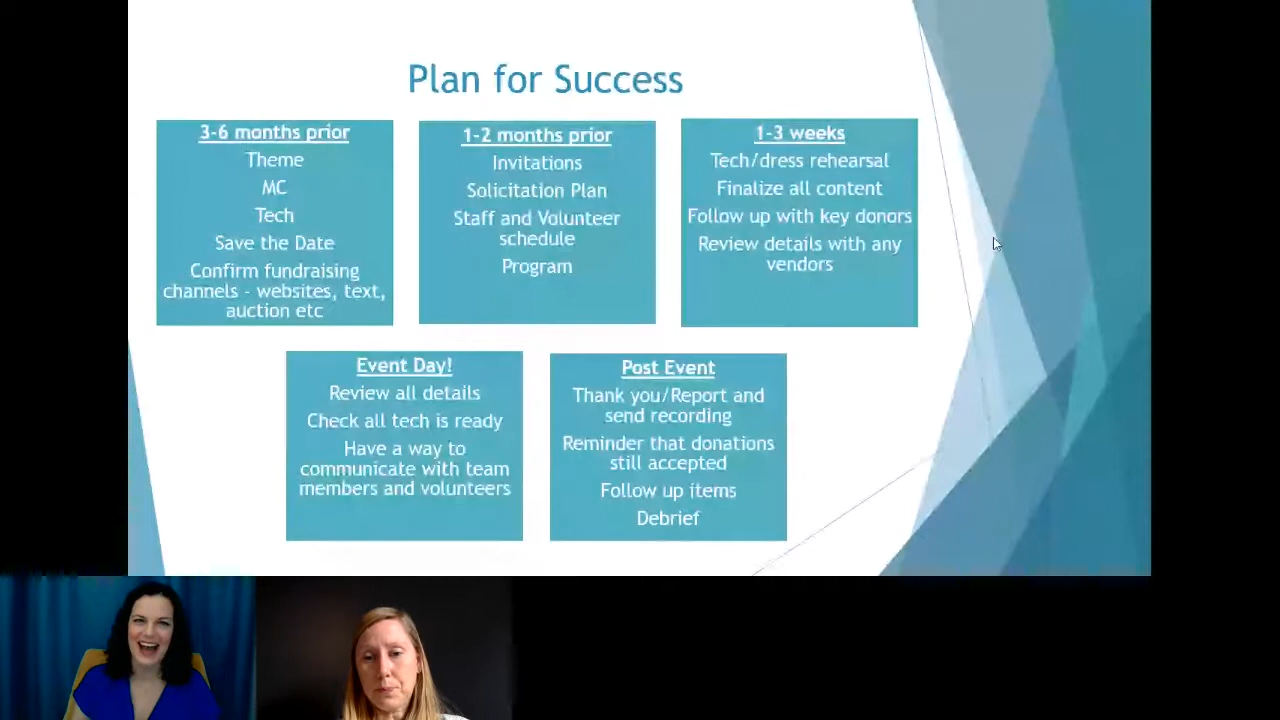 Plan for Success
3-6 months prior
Theme
MC
Tech
Save the Date
Confirm fundraising
channels - websites, text,
auction etc
1-2 months prior
Invitations
Solicitation Plan
Staff and Volunteer
schedule
Program
1-3 weeks
Tech/dress rehearsal
Finalize all content
Follow up with key donors
Review details with any
vendors
Event Day!
Review all details
Check all tech is ready
Have a way to
communicate with team
members and volunteers
Post Event
Thank you/Report and
send recording
Reminder that donations
still accepted
Follow up items
Debrief